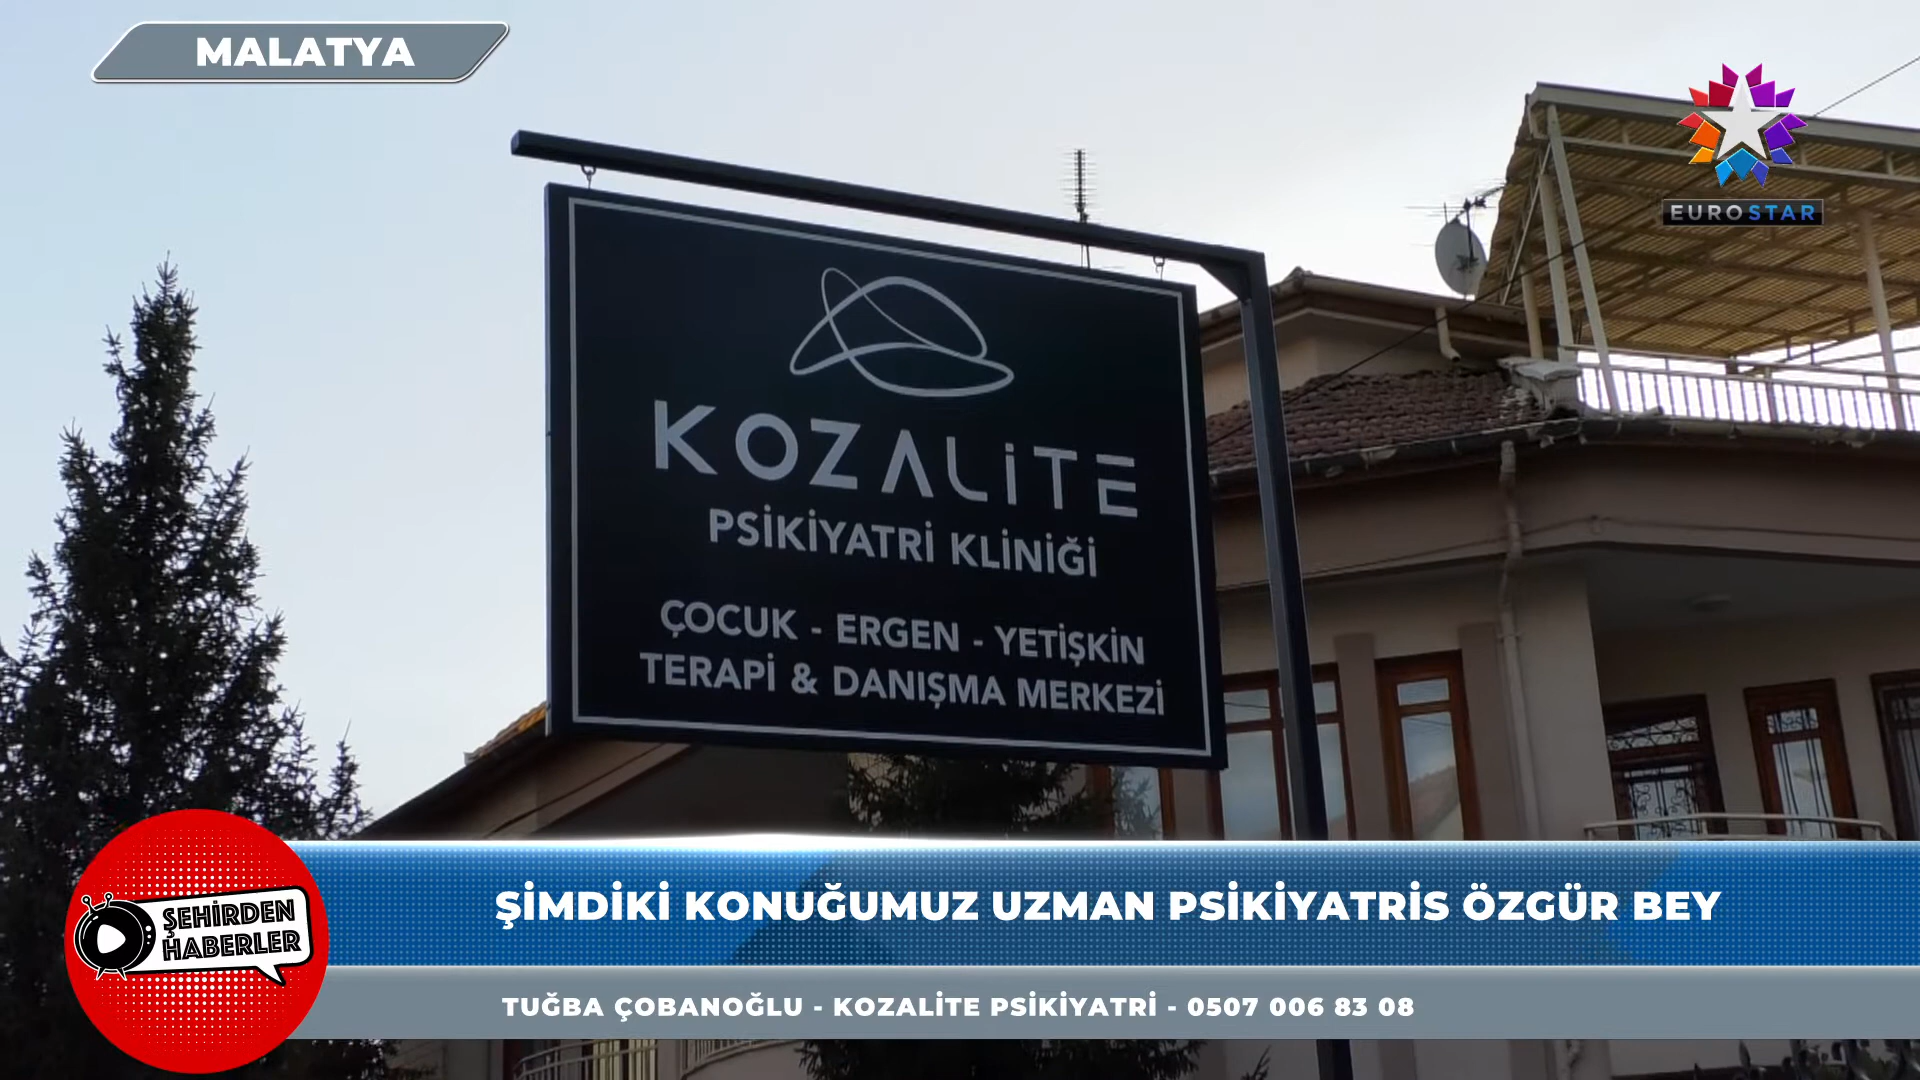 MALATYA
EUROSTAR
KOZALİTE
PSİKİYATRİ KLİNİĞİ
ÇOCUK - ERGEN - YETİŞKİN
TERAPİ & DANIŞMA MERKEZİ
ŞİMDİKİ KONUĞUMUZ UZMAN PSİKİYATRİS ÖZGÜR BEY
ŞEHİRDEN
HABERLER
TUĞBA ÇOBANOĞLU - KOZALİTE PSİKİYATRİ - 0507 006 83 08